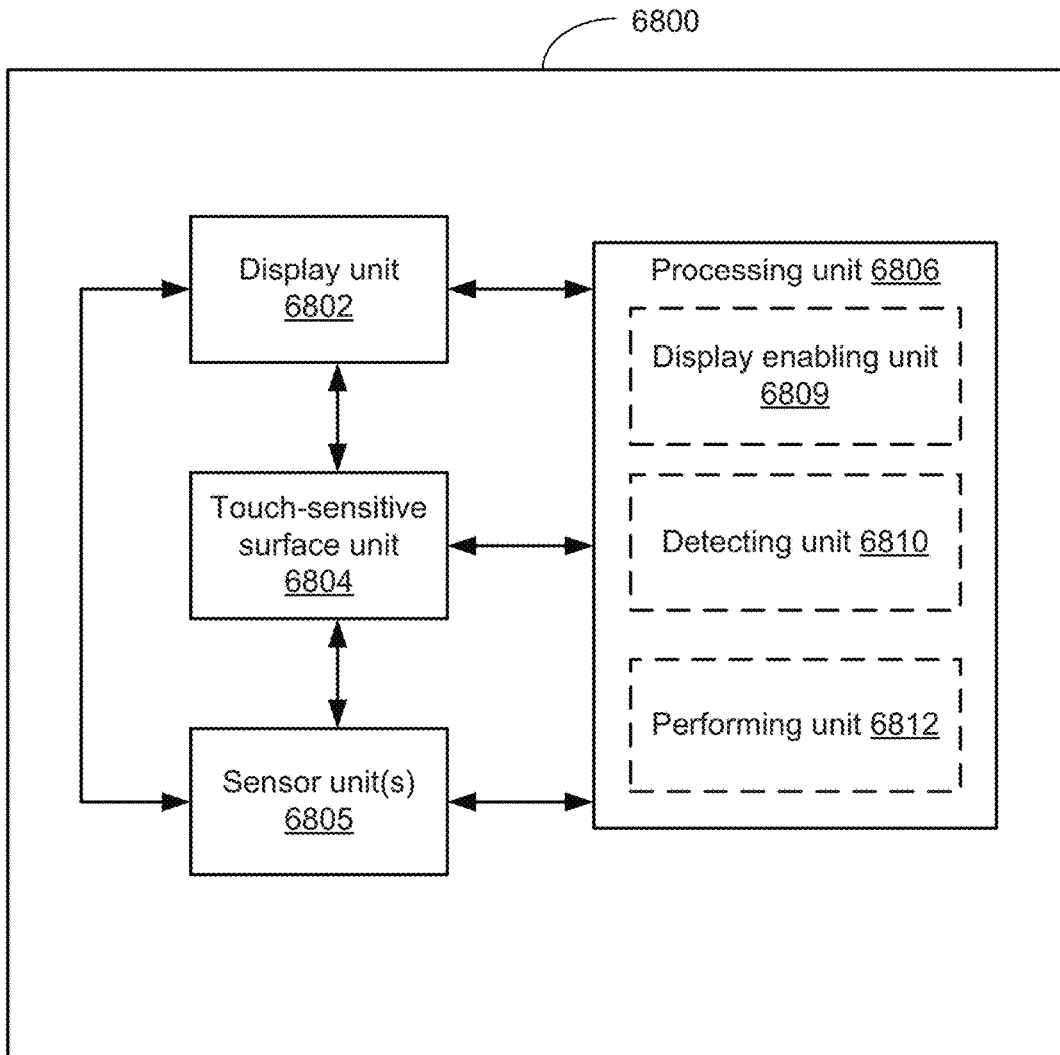 6800
Display unit
6802
Touch-sensitive
surface unit
6804
Sensor unit(s)
6805
Processing unit 6806
Display enabling unit
6809
Detecting unit 6810
Performing unit 6812